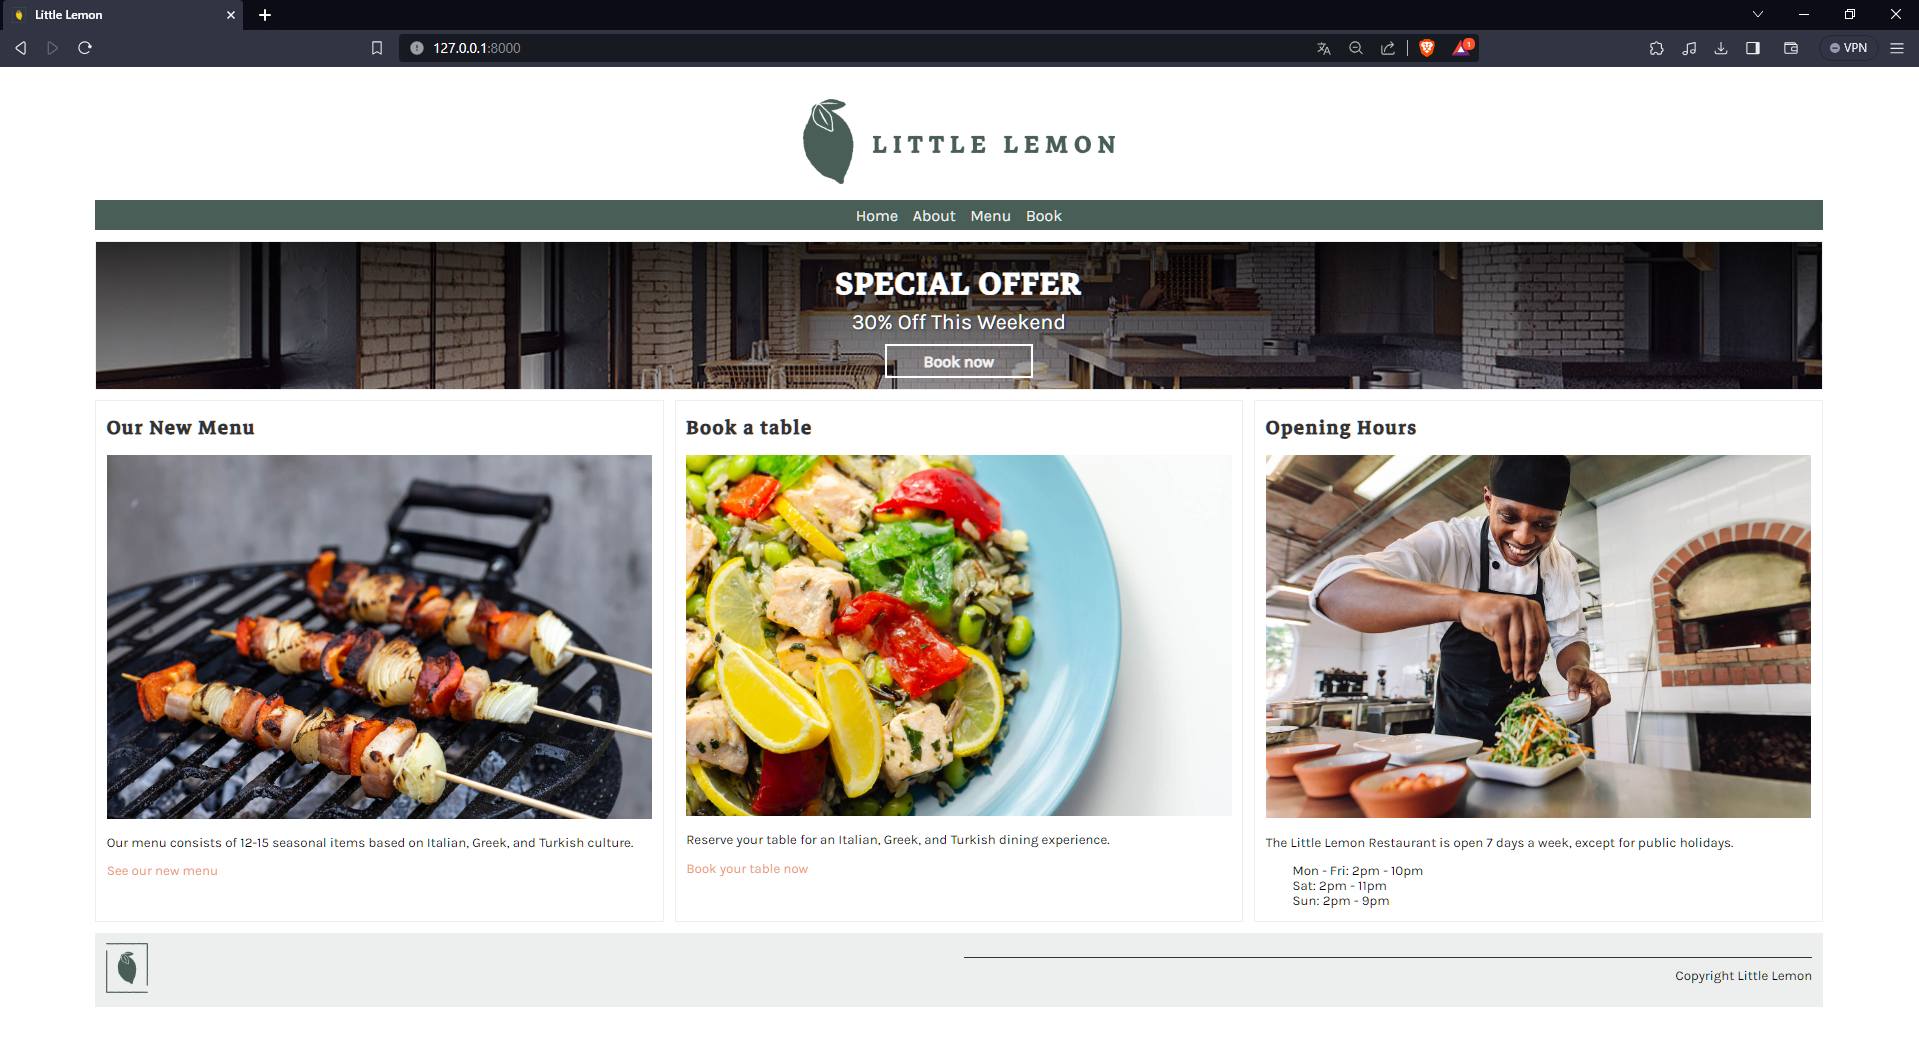 Little Lemon
127.0.0.1:8000
1
VPN
LITTLE LEMON
Home About Menu Book
SPECIAL OFFER
30% Off This Weekend
Book now
Our New Menu
Our menu consists of 12-15 seasonal items based on Italian, Greek, and Turkish culture.
See our new menu
Book a table
Reserve your table for an Italian, Greek, and Turkish dining experience.
Book your table now
Opening Hours
The Little Lemon Restaurant is open 7 days a week, except for public holidays.
Mon - Fri: 2pm - 10pm
Sat: 2pm - 11pm
Sun: 2pm - 9pm
Copyright Little Lemon